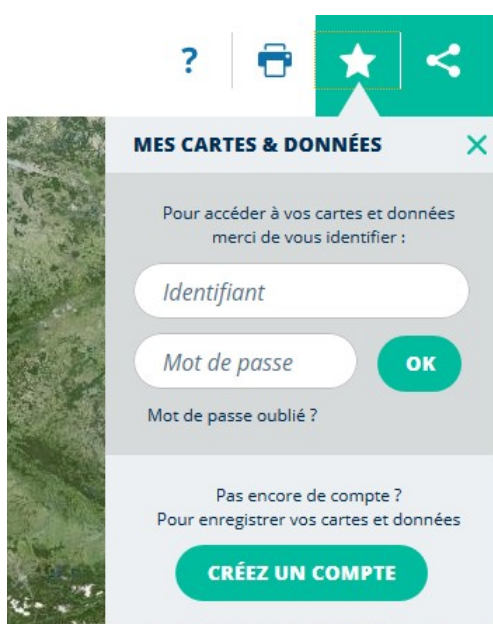 ?
MES CARTES & DONNÉES
Pour accéder à vos cartes et données
merci de vous identifier :
Identifiant
Mot de passe
OK
Mot de passe oublié ?
Pas encore de compte ?
Pour enregistrer vos cartes et données
CRÉEZ UN COMPTE